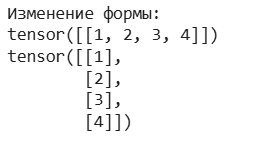 Изменение формы:
tensor([[1, 2, 3, 4]])
tensor([[1],
        [2],
        [3],
        [4]])